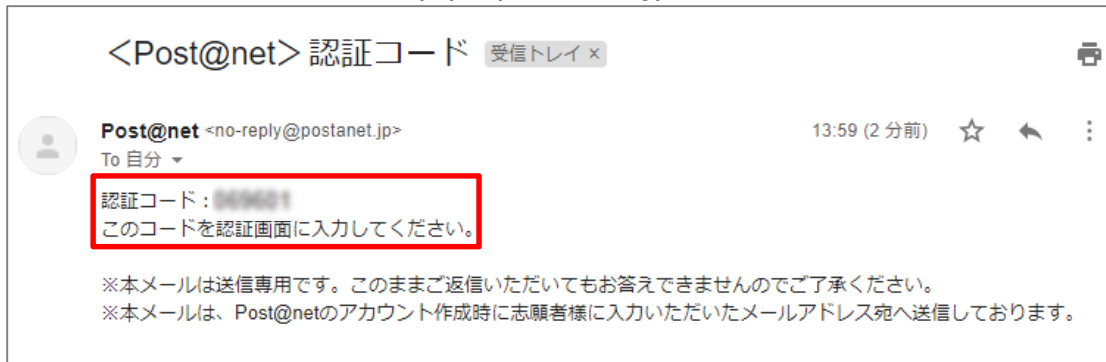 ＜Post@net＞認証コード 受信トレイ ×
Post@net <no-reply@postanet.jp> 13:59 (2 分前)
To 自分
認証コード：
このコードを認証画面に入力してください。
※本メールは送信専用です。このままご返信いただいてもお答えできませんのでご了承ください。
※本メールは、Post@netのアカウント作成時に志願者様に入力いただいたメールアドレス宛へ送信しております。